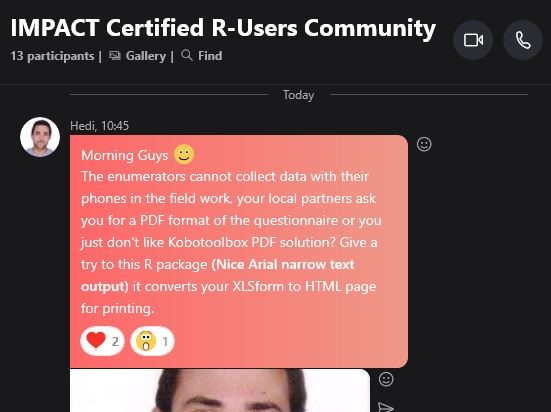 IMPACT Certified R-Users Community
13 participants | Gallery | Find
Today
Hedi, 10:45
Morning Guys
The enumerators cannot collect data with their
phones in the field work, your local partners ask
you for a PDF format of the questionnaire or you
just don't like Kobotoolbox PDF solution? Give a
try to this R package (Nice Arial narrow text
output) it converts your XLSform to HTML page
for printing.
2 1